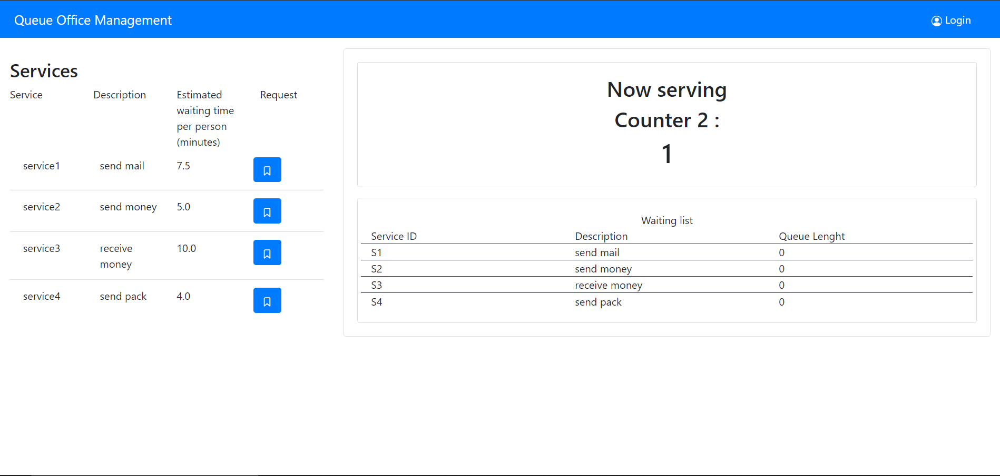 Queue Office Management
Login
Services
Service Description Estimated waiting time per person (minutes) Request
service1 send mail 7.5
service2 send money 5.0
service3 receive money 10.0
service4 send pack 4.0
Now serving
Counter 2 :
1
Waiting list
Service ID Description Queue Lenght
S1 send mail 0
S2 send money 0
S3 receive money 0
S4 send pack 0